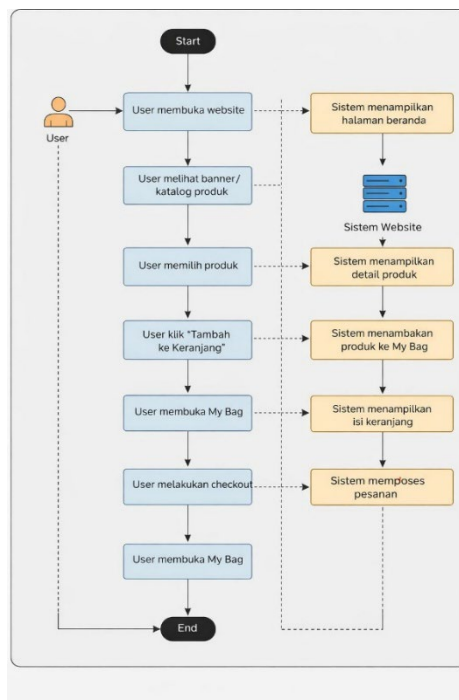 Start
User
User membuka website
Sistem menampilkan
halaman beranda
User melihat banner/
katalog produk
Sistem Website
User memilih produk
Sistem menampilkan
detail produk
User klik “Tambah
ke Keranjang”
Sistem menambakan
produk ke My Bag
User membuka My Bag
Sistem menampilkan
isi keranjang
User melakukan checkout
Sistem memposes
pesanan
User membuka My Bag
End